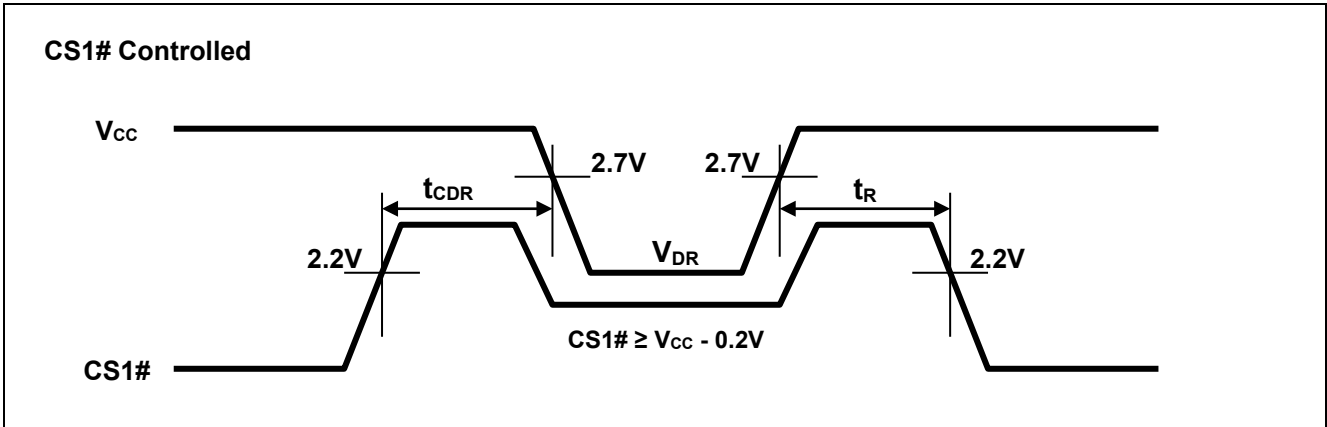 CS1# Controlled
VCC
2.7V
2.7V
tCDR
tR
2.2V
VDR
2.2V
CS1# ≥ VCC - 0.2V
CS1#